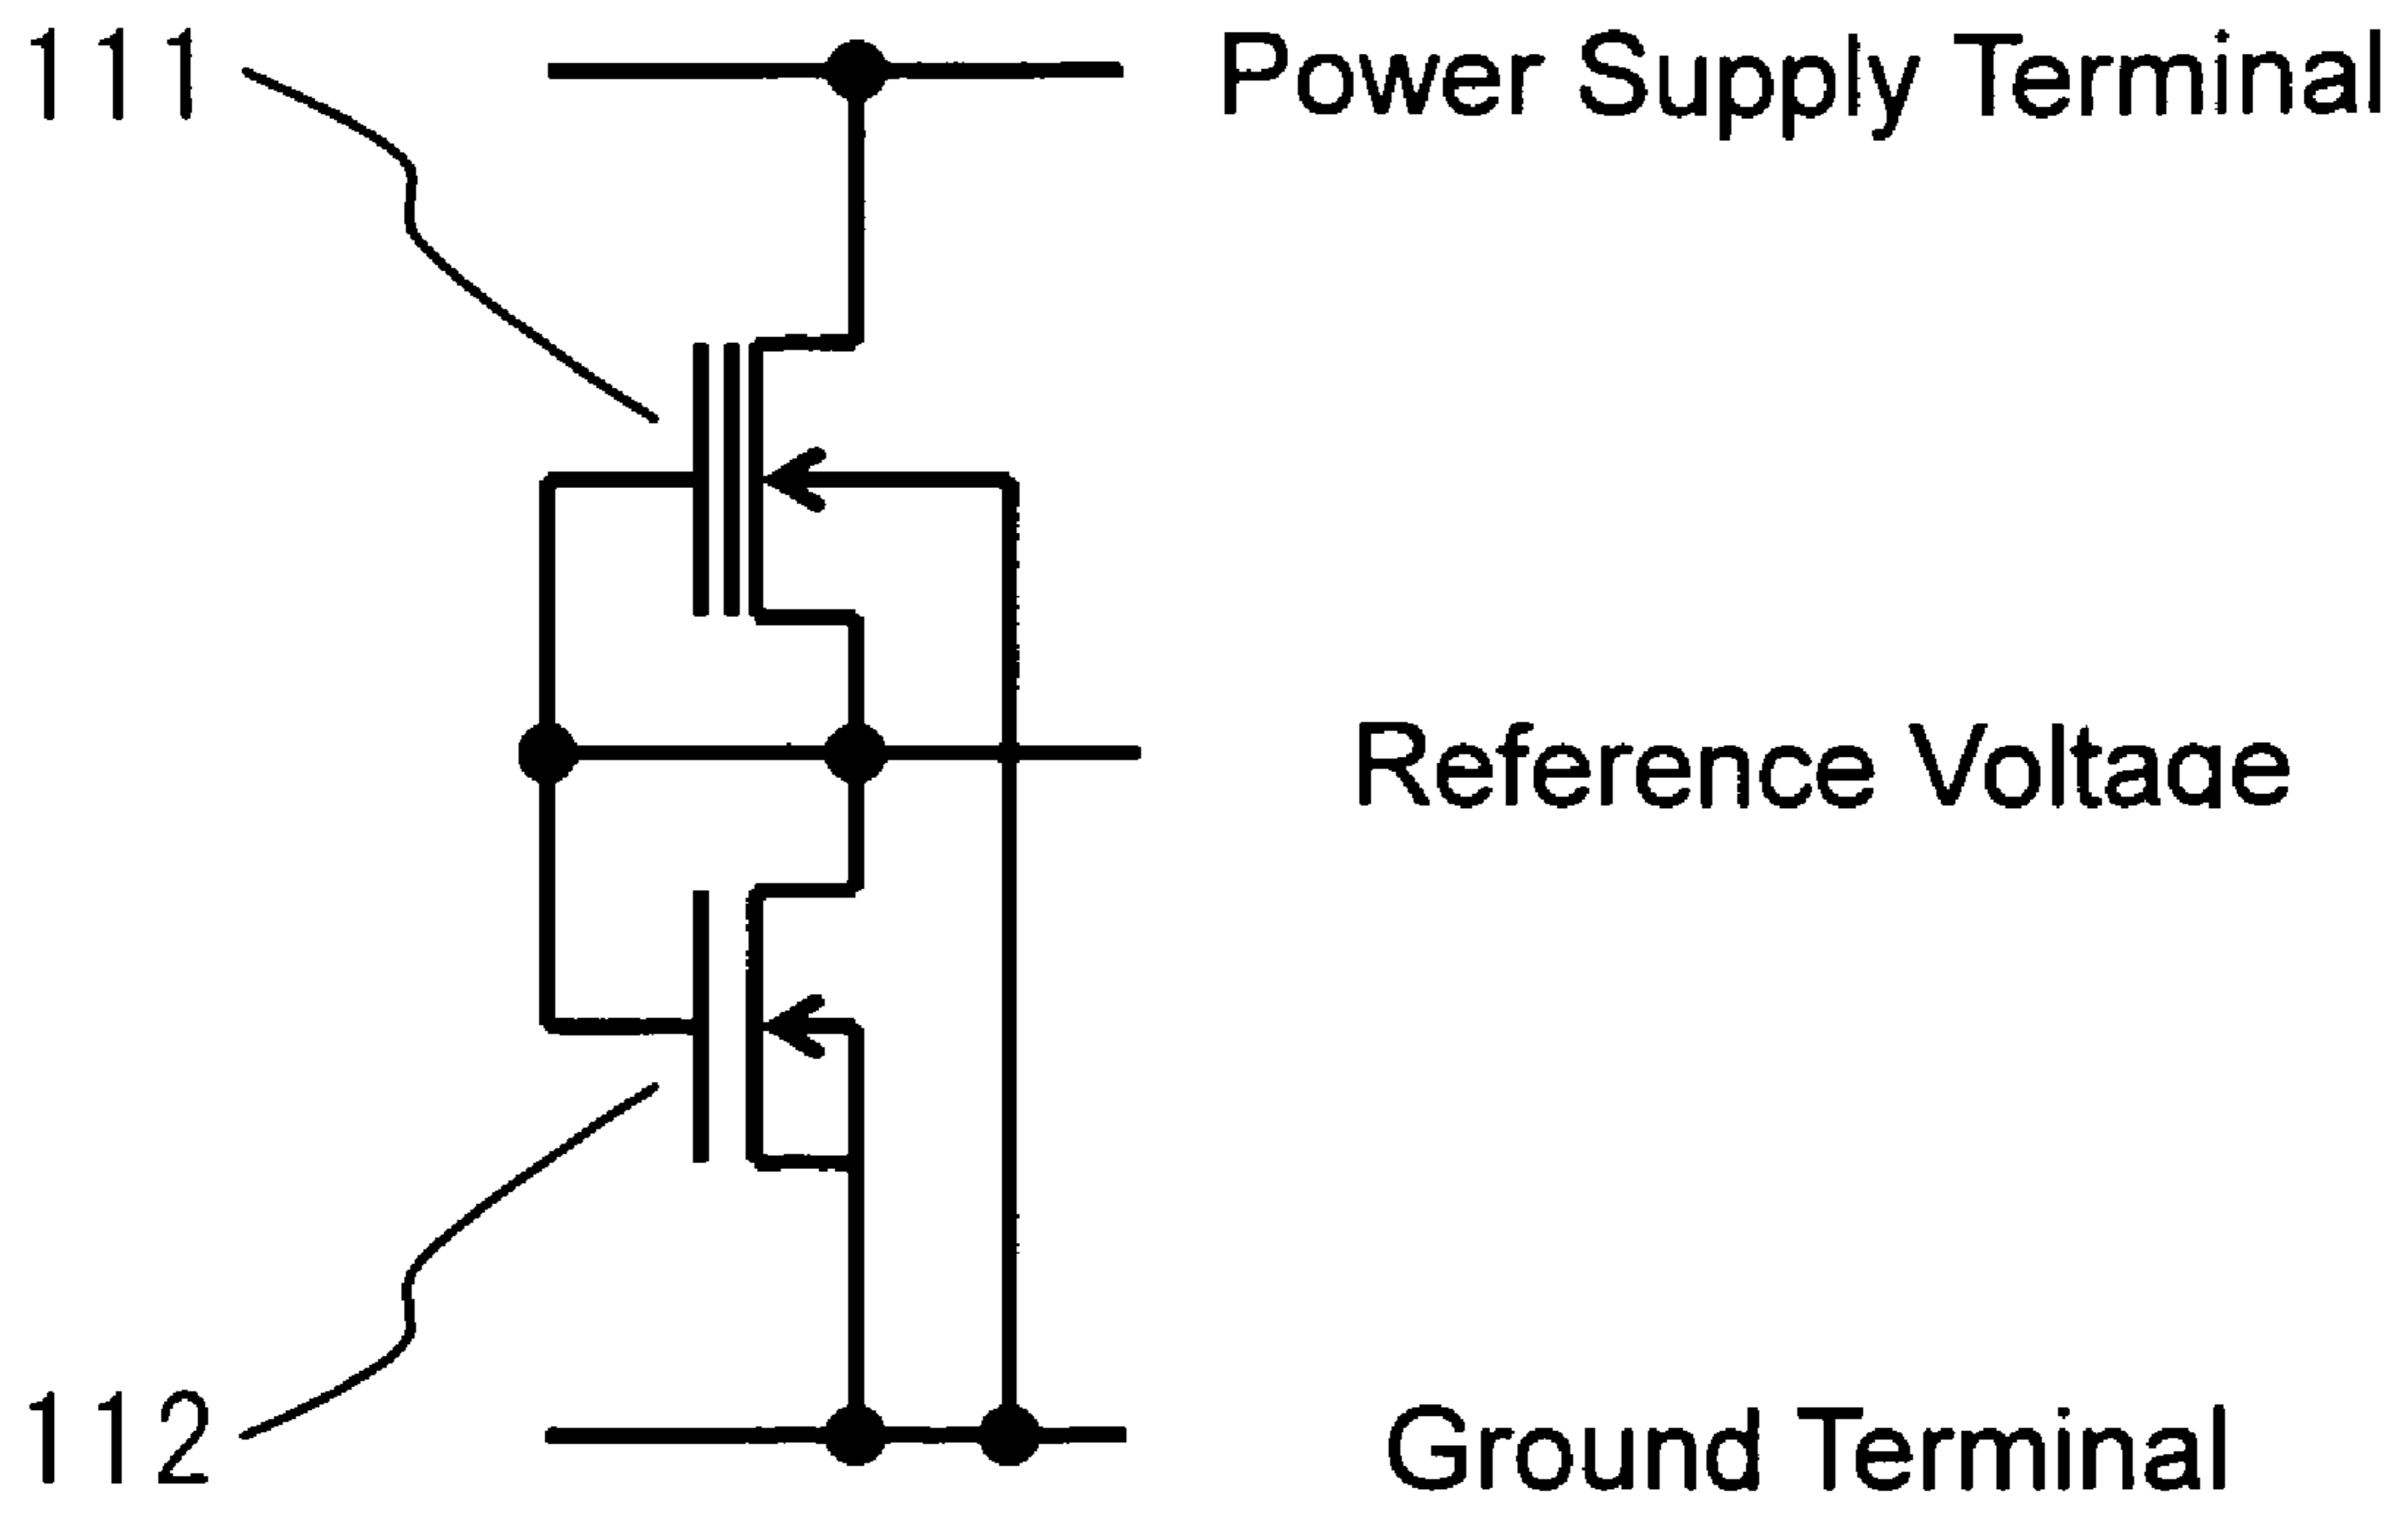 111
Power Supply Terminal
Reference Voltage
112
Ground Terminal